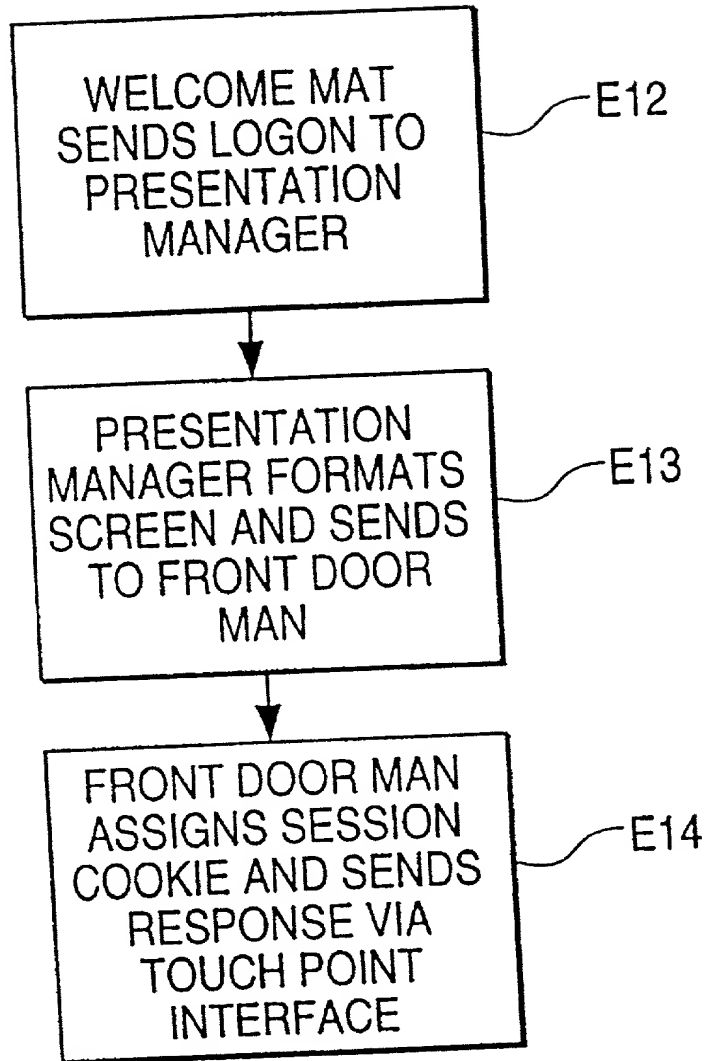 WELCOME MAT
SENDS LOGON TO
PRESENTATION
MANAGER
E12
PRESENTATION
MANAGER FORMATS
SCREEN AND SENDS
TO FRONT DOOR
MAN
E13
FRONT DOOR MAN
ASSIGNS SESSION
COOKIE AND SENDS
RESPONSE VIA
TOUCH POINT
INTERFACE
E14